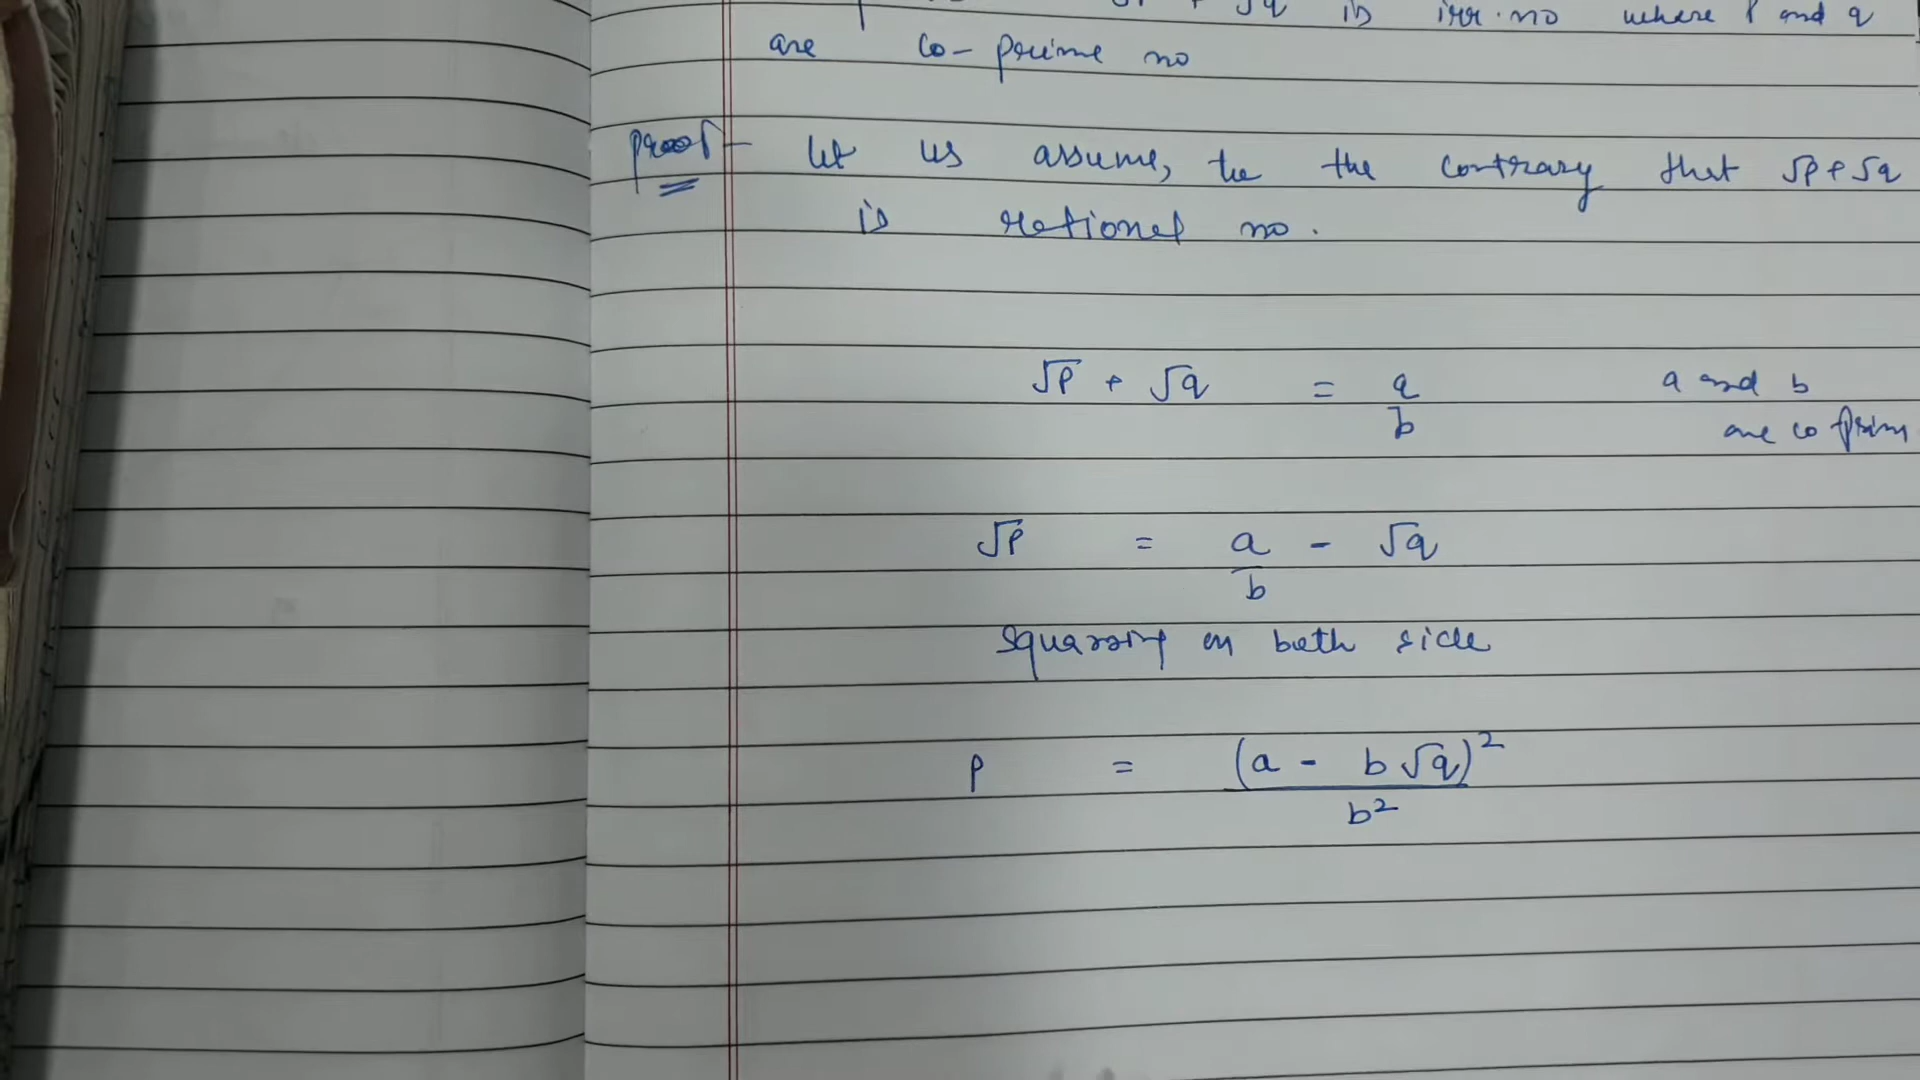 √q is irr.no where P and q
are co-prime no
proof- let us assume, to the contrary that √p + √q
is rational no.
√P + √q = a/b a and b
are co prim
√P = a/b - √q
squaring on both side
p = (a - b√q)²/b²